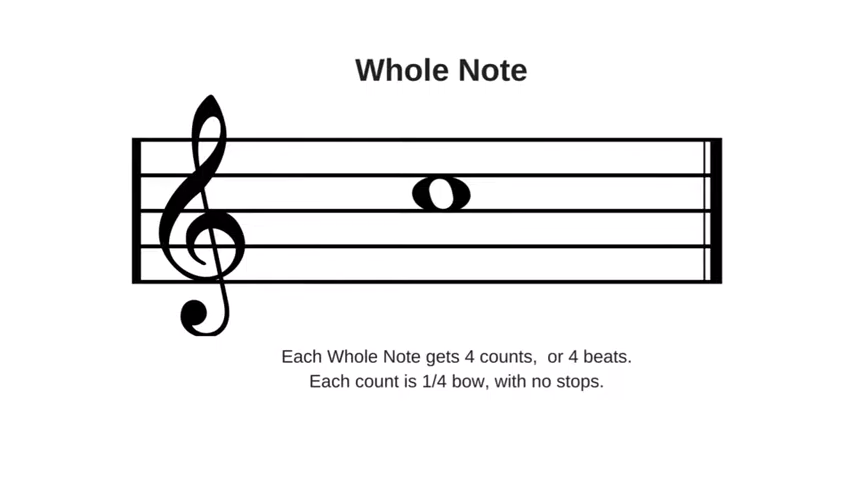 Whole Note
Each Whole Note gets 4 counts,  or 4 beats.
Each count is 1/4 bow, with no stops.